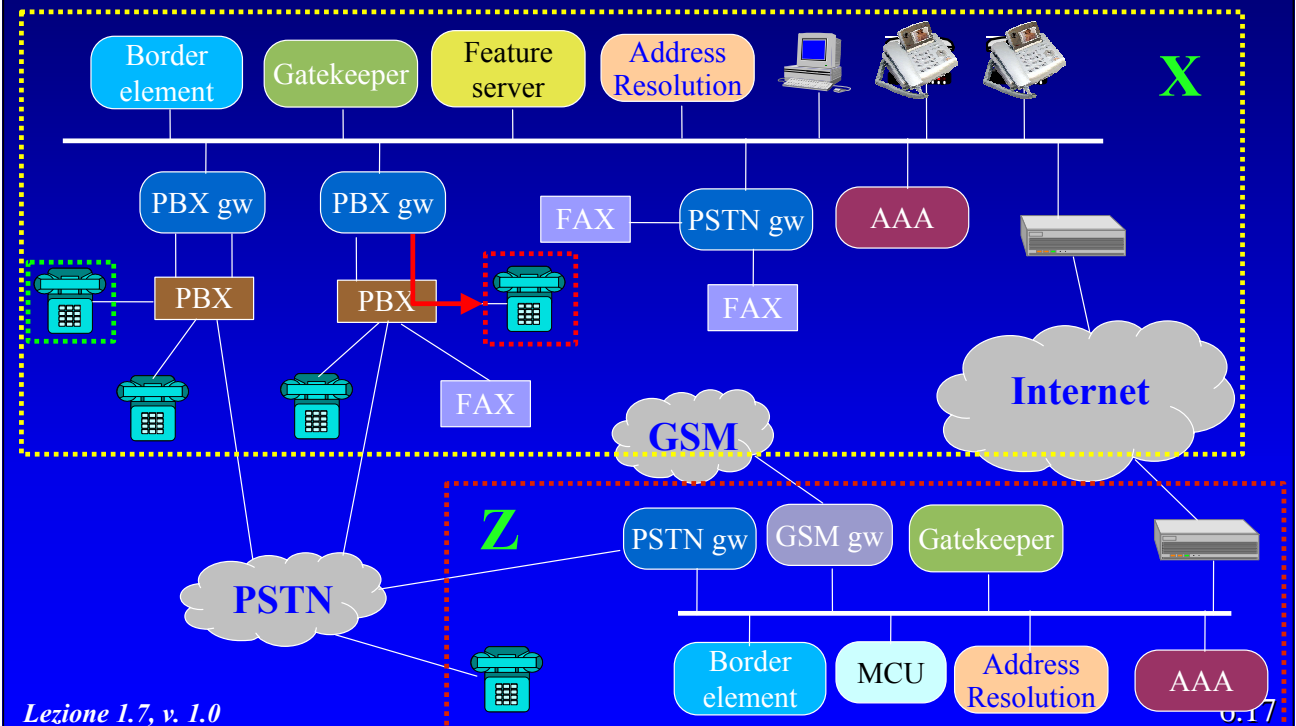 Border
element
Gatekeeper
Feature
server
Address
Resolution
X
PBX gw
PBX gw
FAX
PSTN gw
AAA
PBX
PBX
FAX
FAX
Internet
GSM
Z
PSTN gw
GSM gw
Gatekeeper
PSTN
Border
element
MCU
Address
Resolution
AAA
Lezione 1.7, v. 1.0
6.17